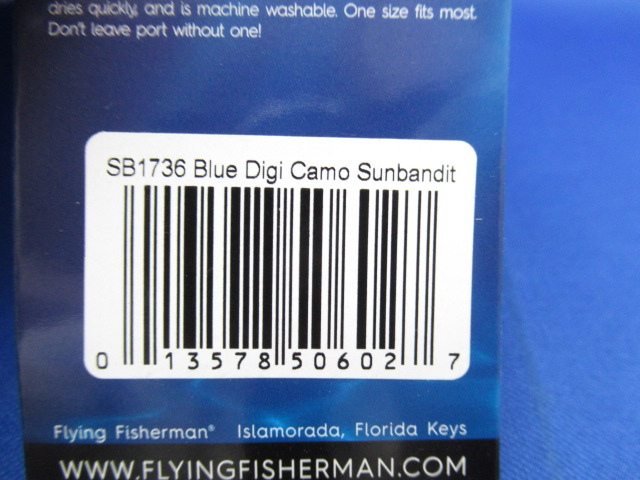 dries quickly, and is machine washable. One size fits most.
Don't leave port without one!
SB1736 Blue Digi Camo Sunbandit
0 13578 50602 7
Flying Fisherman® Islamorada, Florida Keys
WWW.FLYINGFISHERMAN.COM